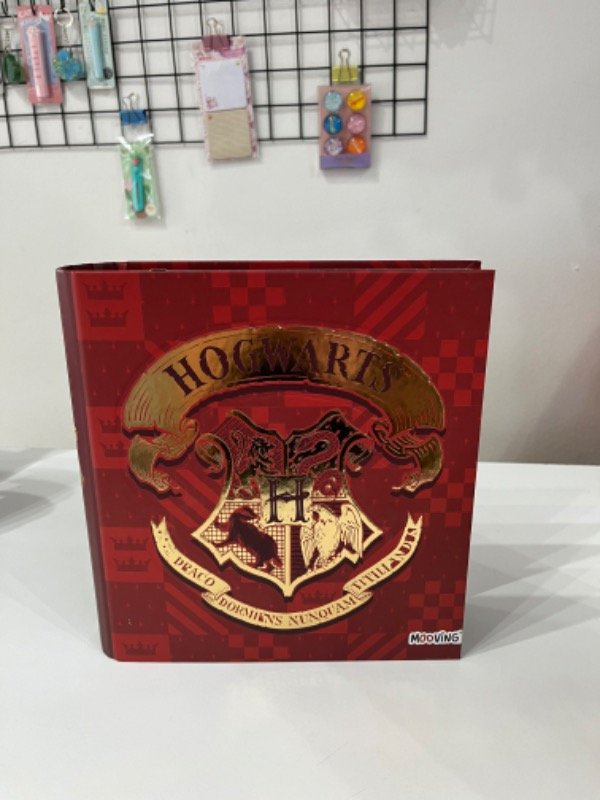 HOGWARTS
H
DRACO DORMIENS NUNQUAM TITILLANDUS
MOOVING